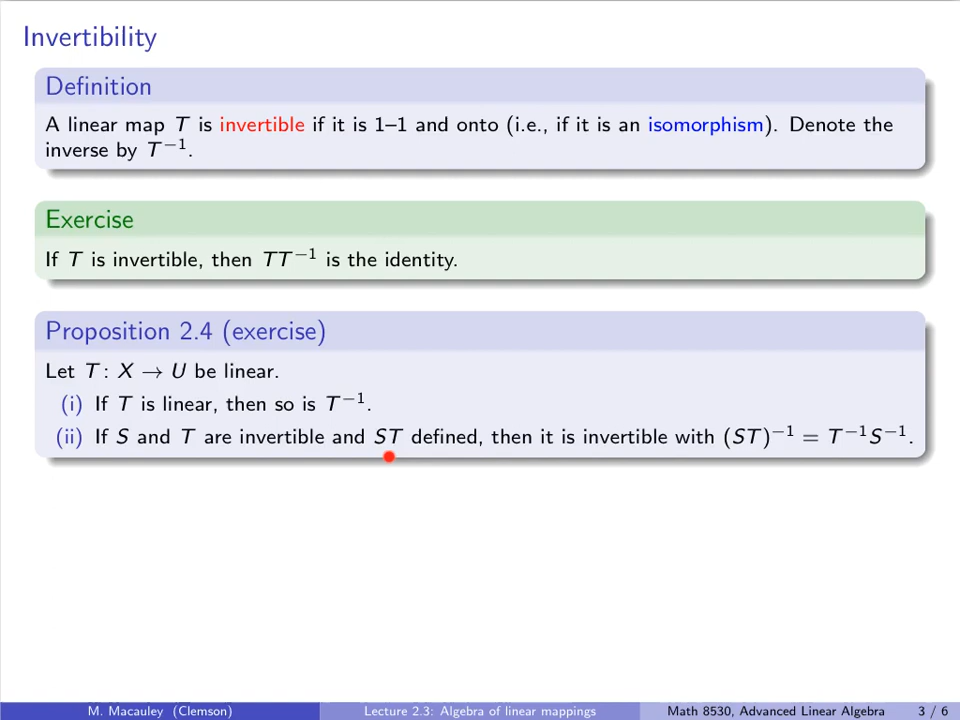 Invertibility
Definition
A linear map T is invertible if it is 1–1 and onto (i.e., if it is an isomorphism). Denote the
inverse by T⁻¹.
Exercise
If T is invertible, then TT⁻¹ is the identity.
Proposition 2.4 (exercise)
Let T: X → U be linear.
(i) If T is linear, then so is T⁻¹.
(ii) If S and T are invertible and ST defined, then it is invertible with (ST)⁻¹ = T⁻¹S⁻¹.
M. Macauley (Clemson) Lecture 2.3: Algebra of linear mappings Math 8530, Advanced Linear Algebra 3 / 6